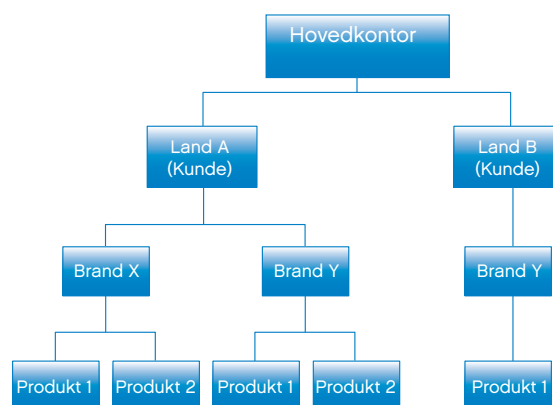 Hovedkontor
Land A
(Kunde)
Land B
(Kunde)
Brand X
Brand Y
Brand Y
Produkt 1
Produkt 2
Produkt 1
Produkt 2
Produkt 1